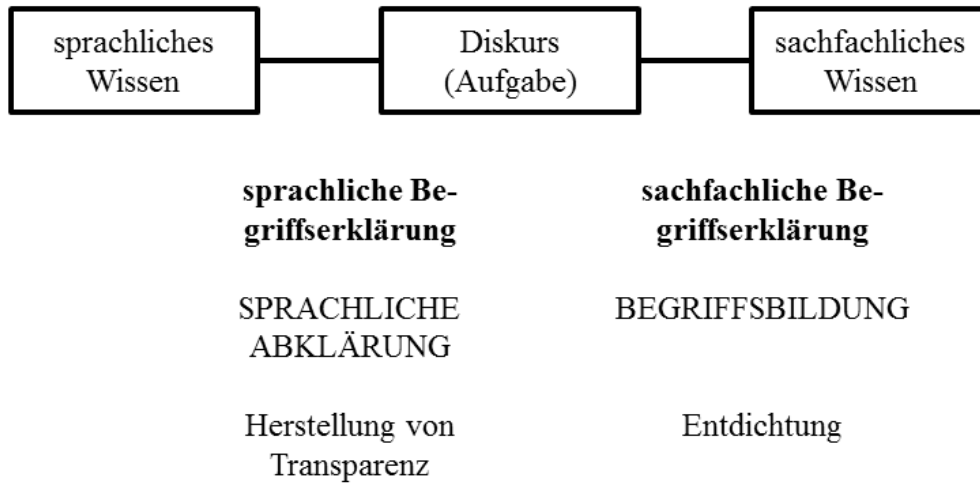 sprachliches
Wissen
Diskurs
(Aufgabe)
sachfachliches
Wissen
sprachliche Be-
griffserklärung
sachfachliche Be-
griffserklärung
SPRACHLICHE
ABKLÄRUNG
BEGRIFFSBILDUNG
Herstellung von
Transparenz
Entdichtung